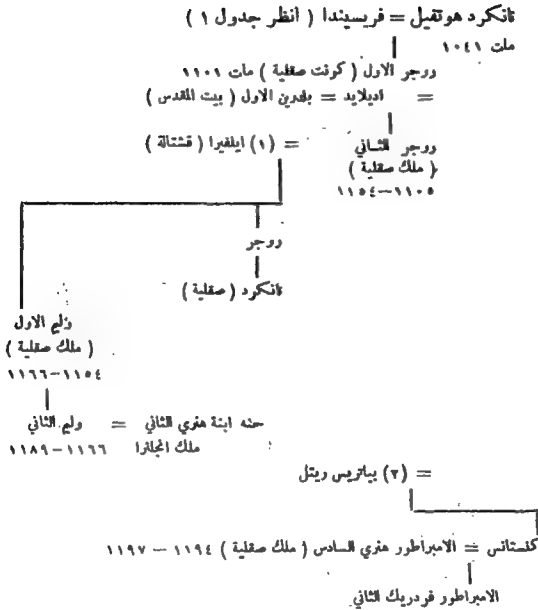 تانكرد هوتفيل = فريسيندا ( أنظر جدول ١ )
مات ١٠٤١
روجر الاول ( كونت صقلية ) مات ١١٠١
= اديلايد = بلدوين الاول ( بيت المقدس )
روجر الثاني = (١) ايلفيرا ( قشتالة )
( ملك صقلية )
١١٠٥–١١٥٤
روجر
تانكرد ( صقلية )
وليم الاول
( ملك صقلية )
١١٥٤–١١٦٦
وليم الثاني = حنه ابنة هنري الثاني
١١٦٦–١١٨٩ ملك انجلترا
= (٢) بياتريس ريتل
كنستانس = الامبراطور هنري السادس ( ملك صقلية ) ١١٩٤ – ١١٩٧
الامبراطور فردريك الثاني